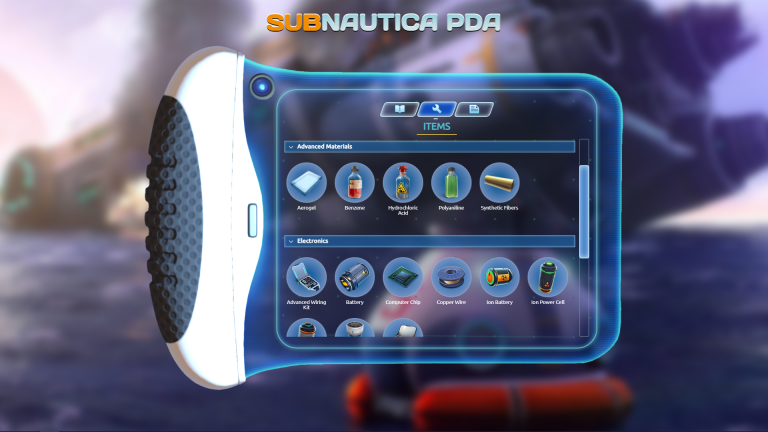 SUBNAUTICA PDA
ITEMS
Advanced Materials
Aerogel
Benzene
Hydrochloric
Acid
Polyaniline
Synthetic Fibers
Electronics
Advanced Wiring
Kit
Battery
Computer Chip
Copper Wire
Ion Battery
Ion Power Cell